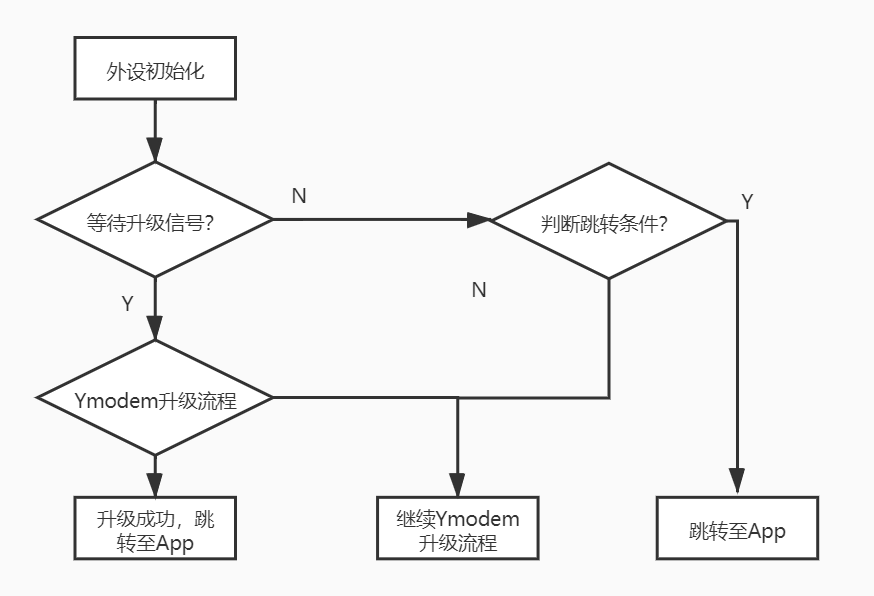 外设初始化
N
Y
等待升级信号？
判断跳转条件？
N
Y
Ymodem升级流程
升级成功，跳
转至App
继续Ymodem
升级流程
跳转至App